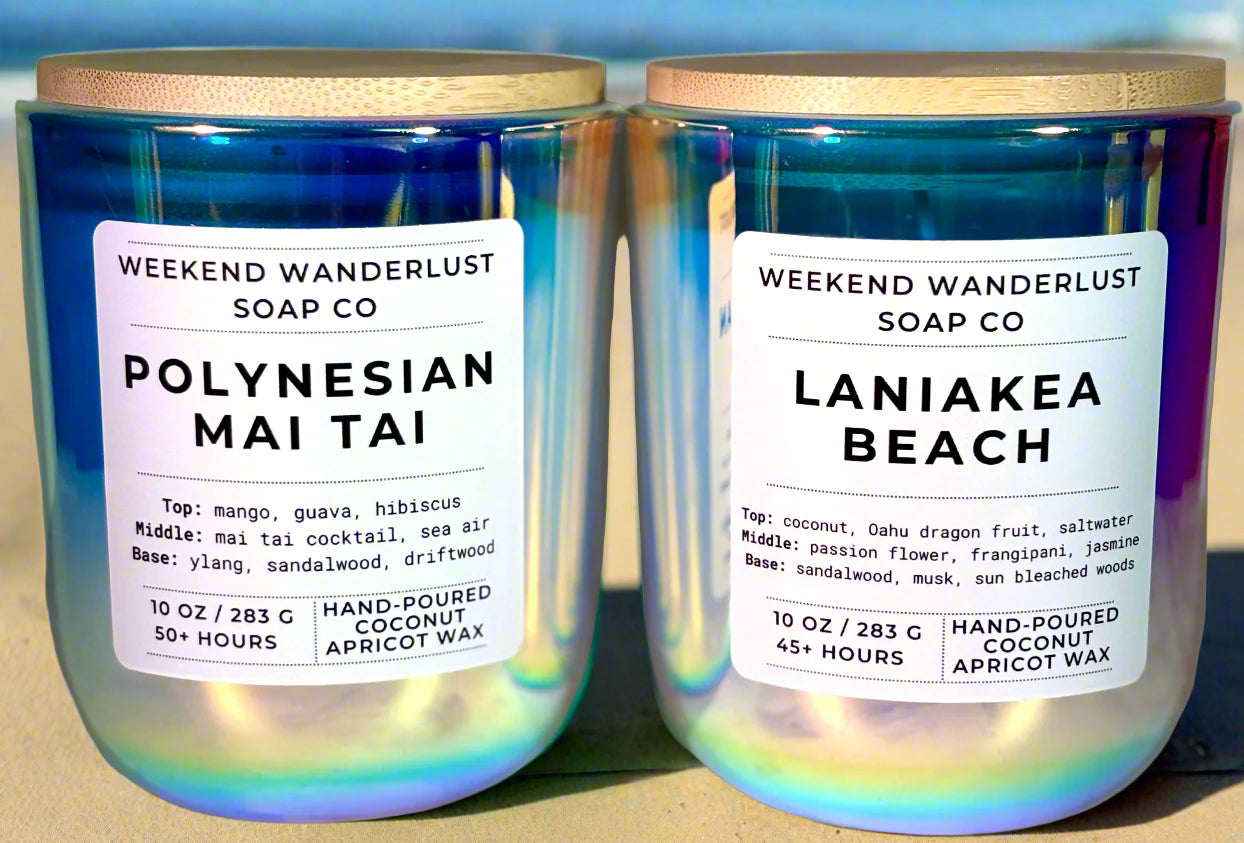 WEEKEND WANDERLUST
SOAP CO
POLYNESIAN
MAI TAI
Top: mango, guava, hibiscus
Middle: mai tai cocktail, sea air
Base: ylang, sandalwood, driftwood
10 OZ / 283 G
50+ HOURS
HAND-POURED
COCONUT
APRICOT WAX
WEEKEND WANDERLUST
SOAP CO
LANIAKEA
BEACH
Top: coconut, Oahu dragon fruit, saltwater
Middle: passion flower, frangipani, jasmine
Base: sandalwood, musk, sun bleached woods
10 OZ / 283 G
45+ HOURS
HAND-POURED
COCONUT
APRICOT WAX